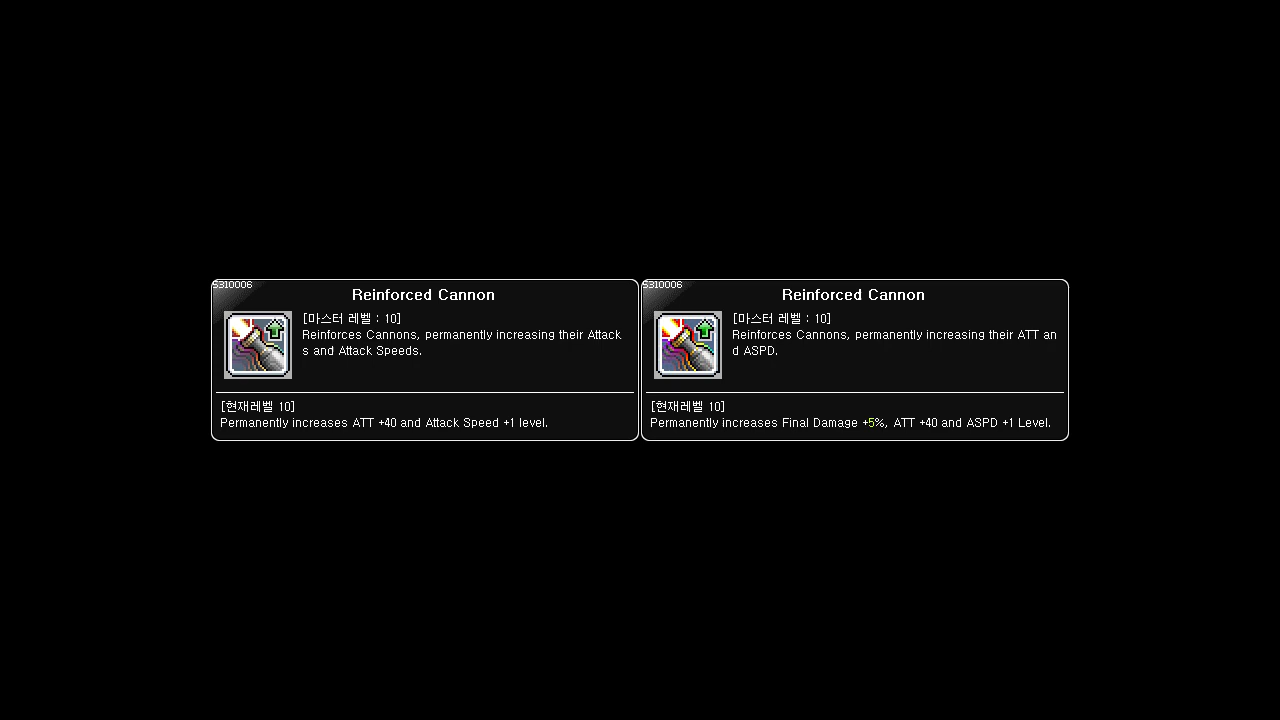 5310006
Reinforced Cannon
[마스터 레벨 : 10]
Reinforces Cannons, permanently increasing their Attack
s and Attack Speeds.
[현재레벨 10]
Permanently increases ATT +40 and Attack Speed +1 level.
5310006
Reinforced Cannon
[마스터 레벨 : 10]
Reinforces Cannons, permanently increasing their ATT an
d ASPD.
[현재레벨 10]
Permanently increases Final Damage +5%, ATT +40 and ASPD +1 Level.